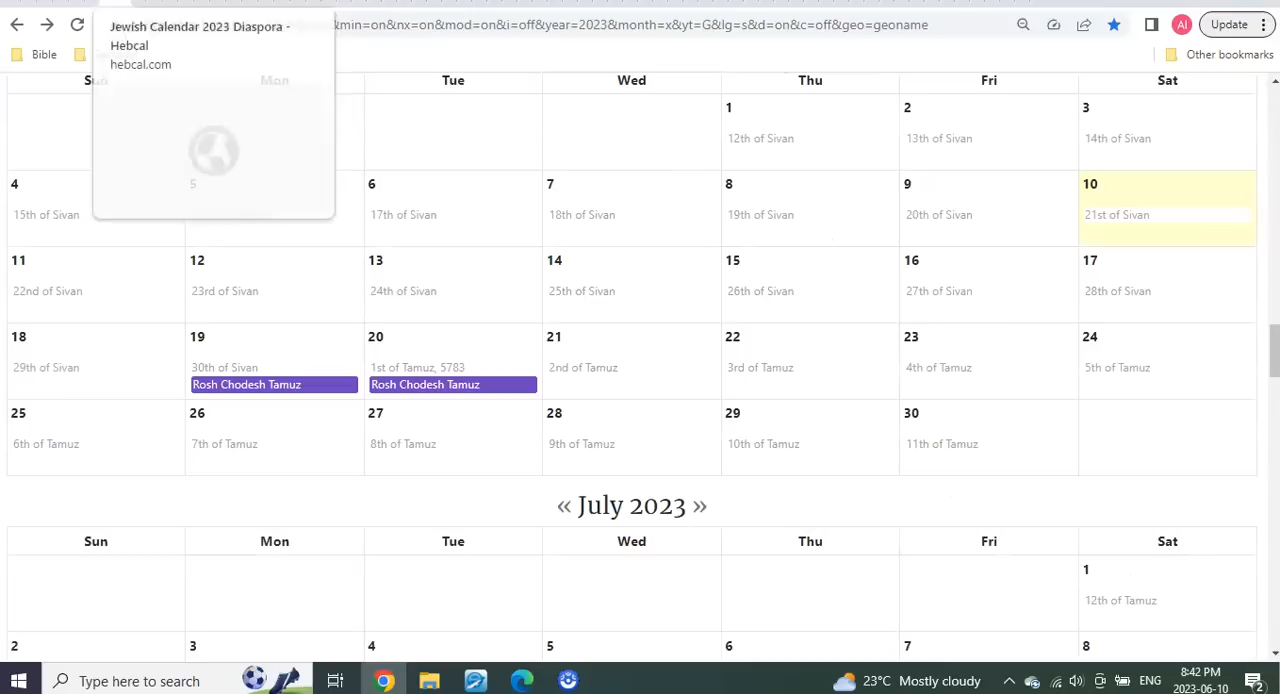 Jewish Calendar 2023 Diaspora -
Hebcal
hebcal.com
&min=on&nx=on&mod=on&i=off&year=2023&month=x&yt=G&lg=s&d=on&c=off&geo=geoname
AI Update
Bible Other bookmarks
Mon Tue Wed Thu Fri Sat
1 2 3
12th of Sivan 13th of Sivan 14th of Sivan
4 5 6 7 8 9 10
15th of Sivan 17th of Sivan 18th of Sivan 19th of Sivan 20th of Sivan 21st of Sivan
11 12 13 14 15 16 17
22nd of Sivan 23rd of Sivan 24th of Sivan 25th of Sivan 26th of Sivan 27th of Sivan 28th of Sivan
18 19 20 21 22 23 24
29th of Sivan 30th of Sivan 1st of Tamuz, 5783 2nd of Tamuz 3rd of Tamuz 4th of Tamuz 5th of Tamuz
Rosh Chodesh Tamuz Rosh Chodesh Tamuz
25 26 27 28 29 30
6th of Tamuz 7th of Tamuz 8th of Tamuz 9th of Tamuz 10th of Tamuz 11th of Tamuz
« July 2023 »
Sun Mon Tue Wed Thu Fri Sat
1
12th of Tamuz
2 3 4 5 6 7 8
Type here to search 23°C Mostly cloudy ENG 8:42 PM
2023-06-10 2